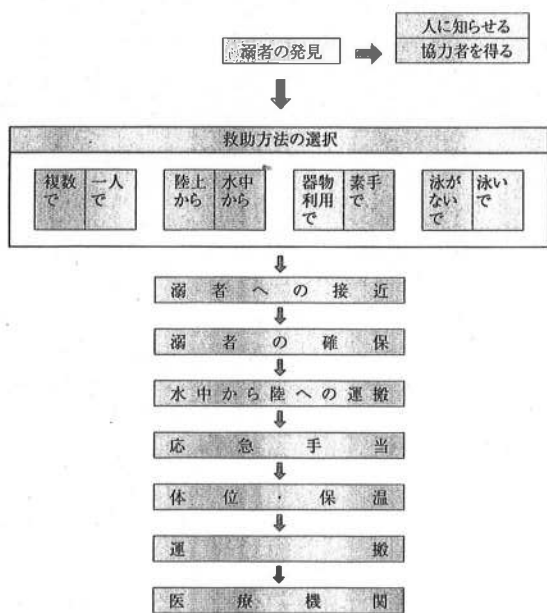 溺者の発見
人に知らせる
協力者を得る
救助方法の選択
複数で
一人で
陸上から
水中から
器物利用で
素手で
泳がないで
泳いで
溺者への接近
溺者の確保
水中から陸への運搬
応急手当
体位・保温
運搬
医療機関